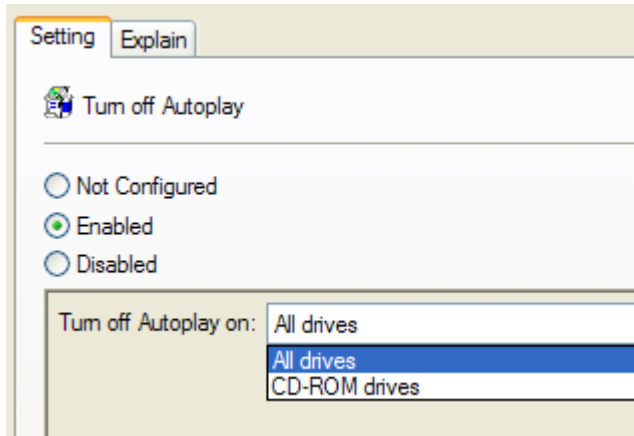 Setting Explain
Turn off Autoplay
Not Configured
Enabled
Disabled
Turn off Autoplay on: All drives
All drives
CD-ROM drives